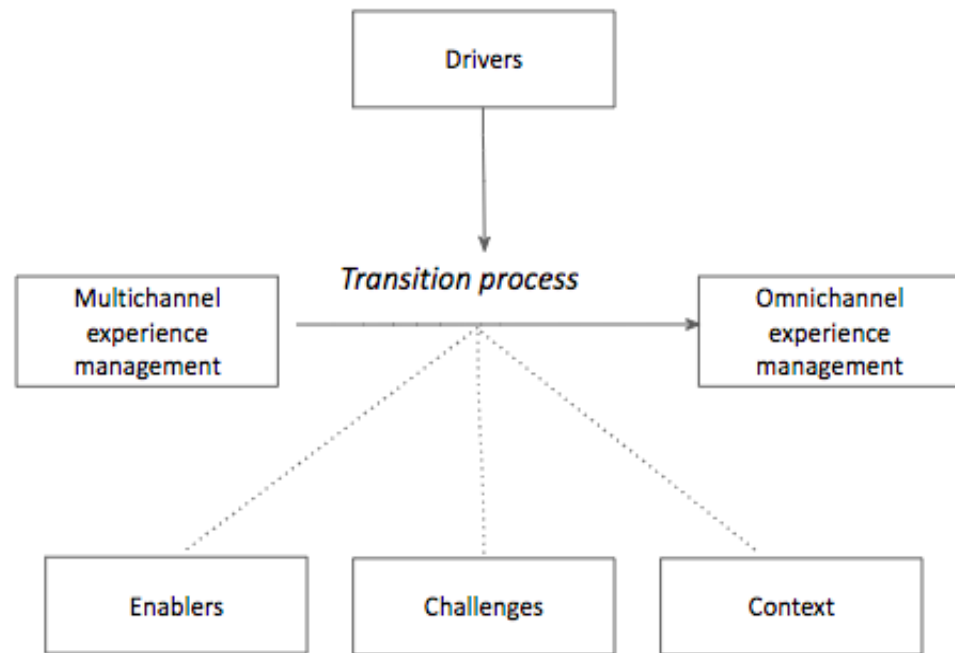 Drivers
Transition process
Multichannel
experience
management
Omnichannel
experience
management
Enablers
Challenges
Context